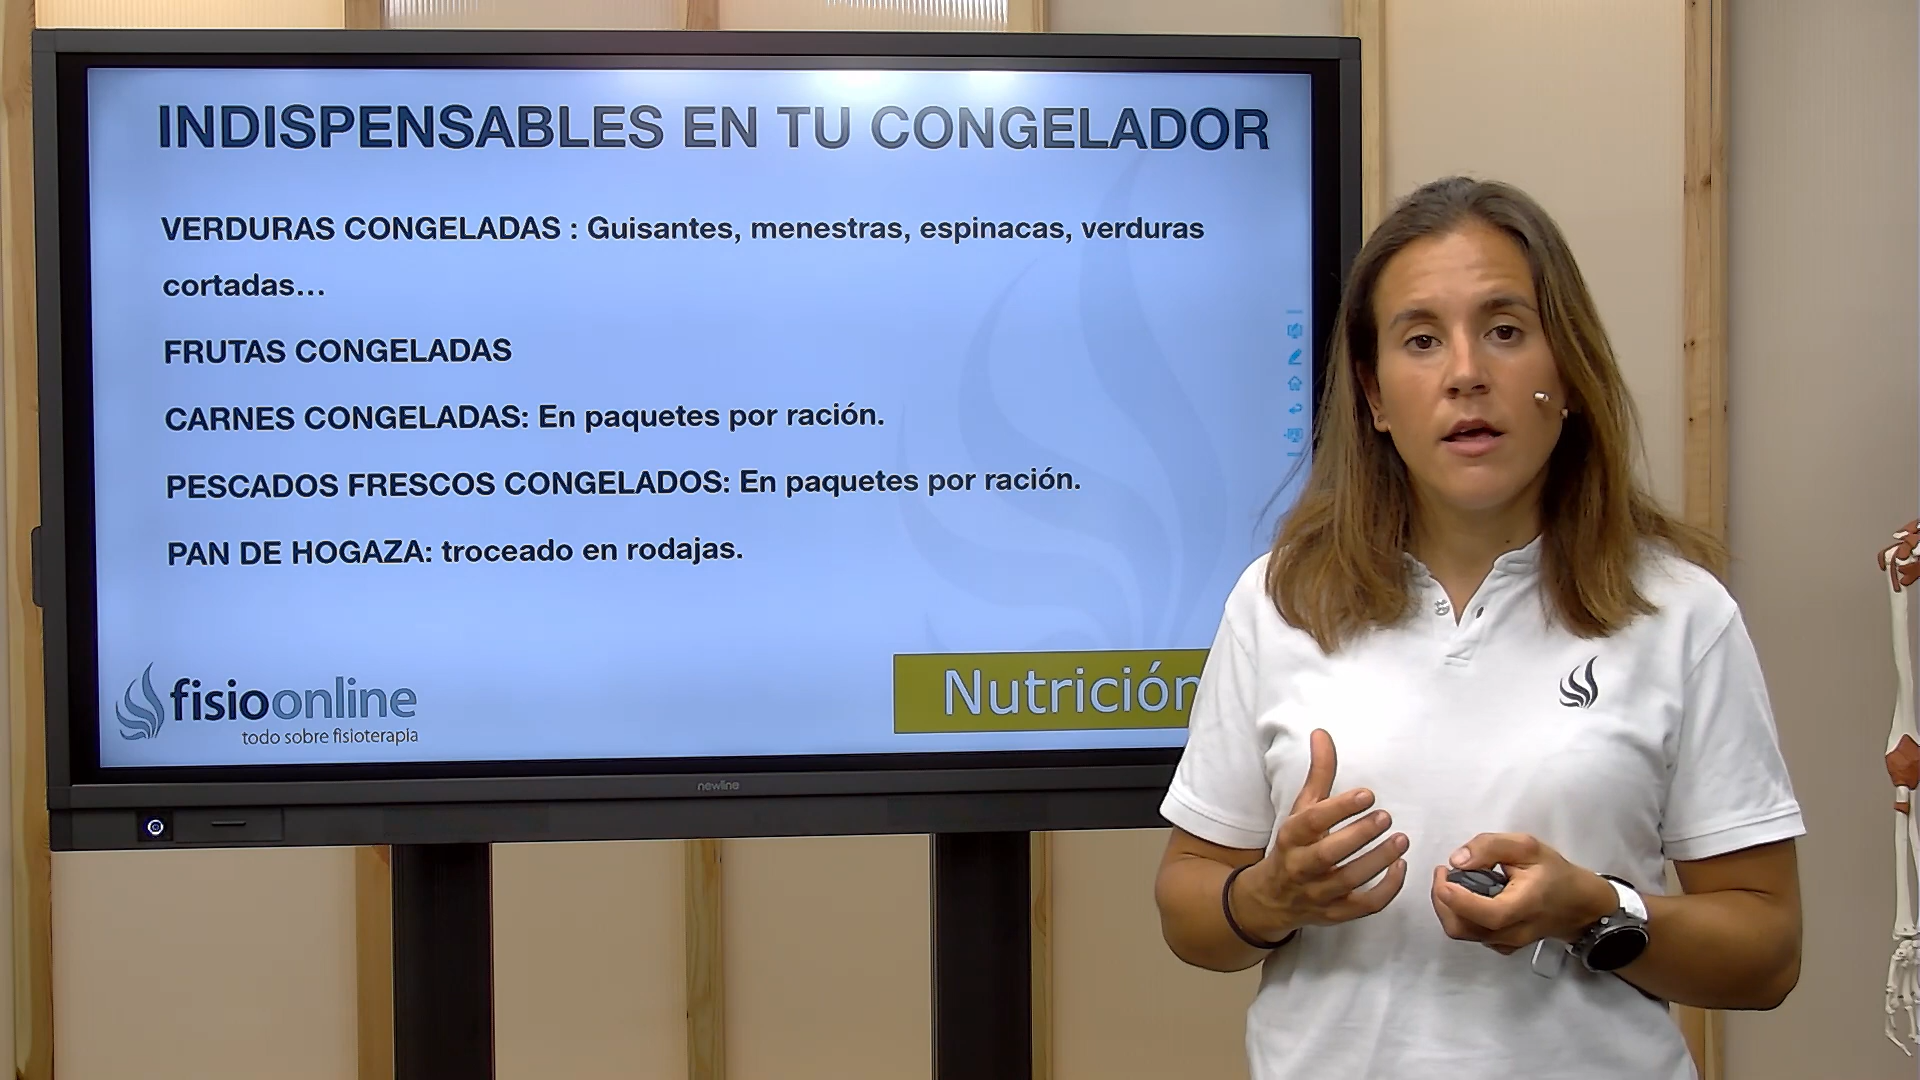 INDISPENSABLES EN TU CONGELADOR
VERDURAS CONGELADAS : Guisantes, menestras, espinacas, verduras
cortadas…
FRUTAS CONGELADAS
CARNES CONGELADAS: En paquetes por ración.
PESCADOS FRESCOS CONGELADOS: En paquetes por ración.
PAN DE HOGAZA: troceado en rodajas.
fisioonline
todo sobre fisioterapia
Nutrición
newline